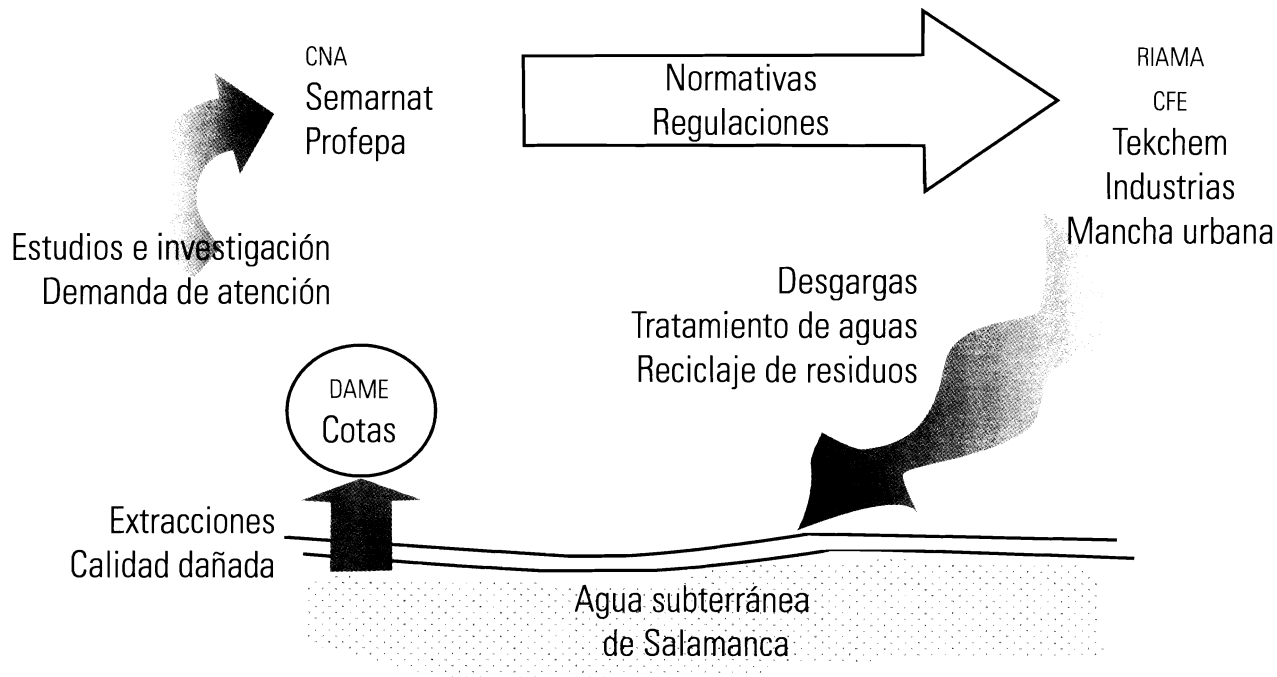 CNA
Semarnat
Profepa
Normativas
Regulaciones
RIAMA
CFE
Tekchem
Industrias
Mancha urbana
Estudios e investigación
Demanda de atención
Desgargas
Tratamiento de aguas
Reciclaje de residuos
DAME
Cotas
Extracciones
Calidad dañada
Agua subterránea
de Salamanca